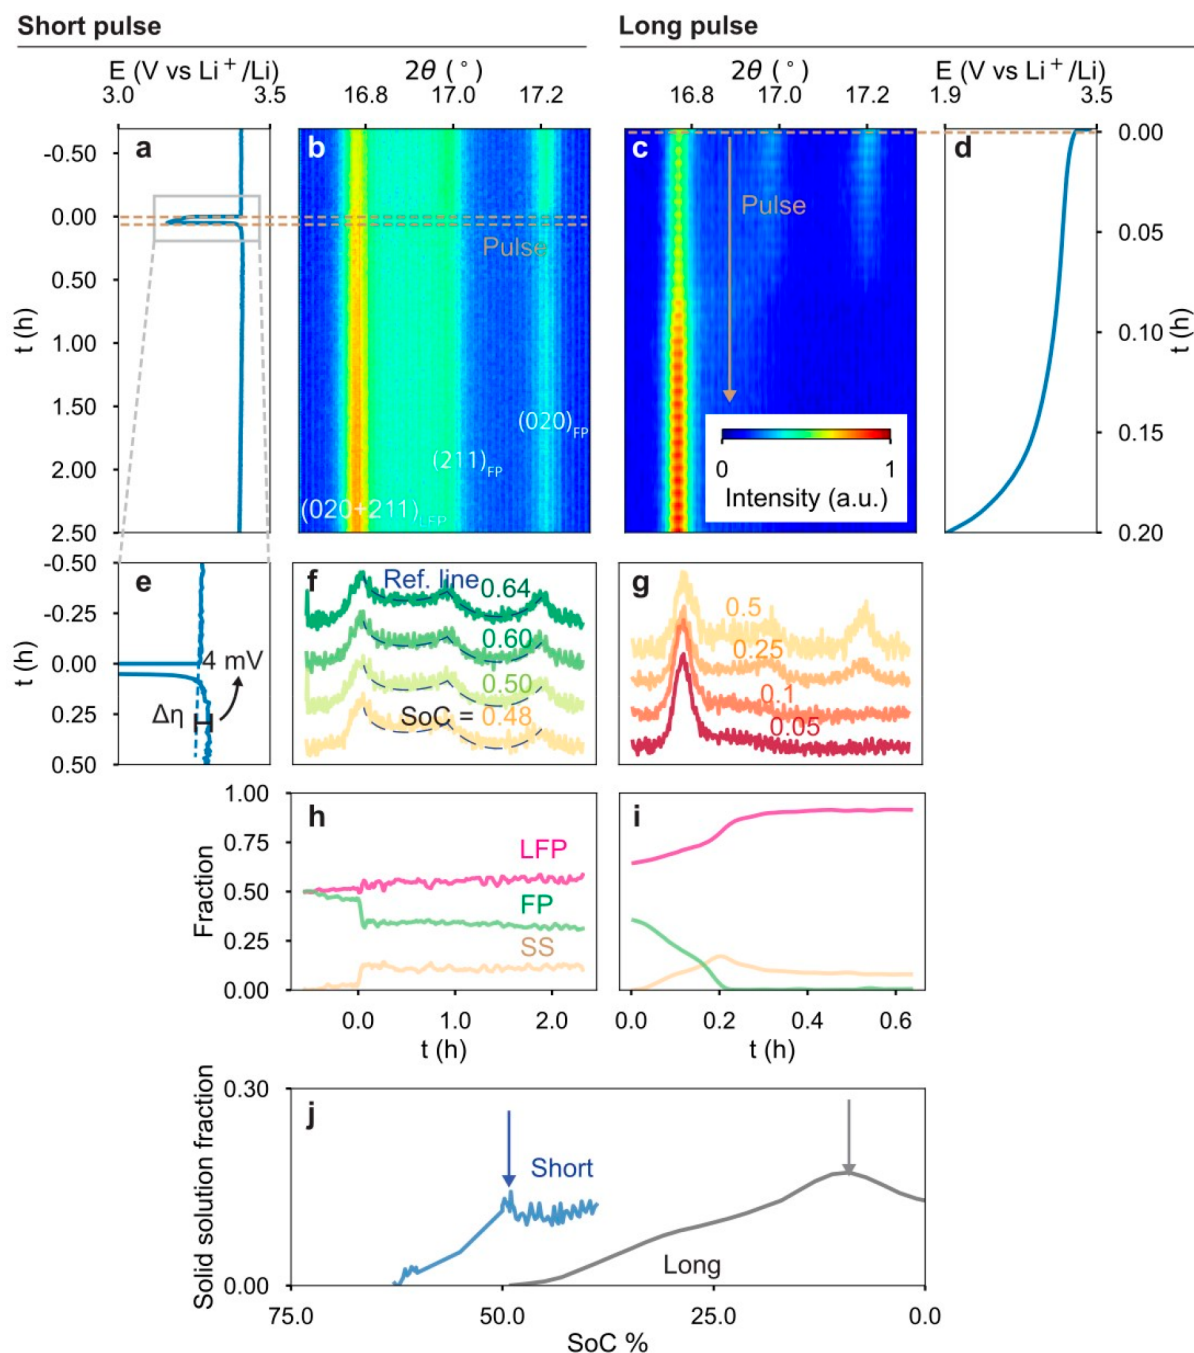 Short pulse
Long pulse
E (V vs Li⁺/Li)
3.0 3.5
2θ (°)
16.8 17.0 17.2
2θ (°)
16.8 17.0 17.2
E (V vs Li⁺/Li)
1.9 3.5
a
b
c
d
t (h)
-0.50
0.00
0.50
1.00
1.50
2.00
2.50
Pulse
(020)FP
(211)FP
(020+211)LFP
Pulse
0 1
Intensity (a.u.)
0.00
0.05
0.10
0.15
0.20
t (h)
e
t (h)
-0.50
-0.25
0.00
0.25
0.50
4 mV
Δη
f
Ref. line
0.64
0.60
0.50
SoC = 0.48
g
0.5
0.25
0.1
0.05
h
Fraction
1.00
0.75
0.50
0.25
0.00
LFP
FP
SS
0.0 1.0 2.0
t (h)
i
0.0 0.2 0.4 0.6
t (h)
j
Solid solution fraction
0.30
0.00
Short
Long
75.0 50.0 25.0 0.0
SoC %